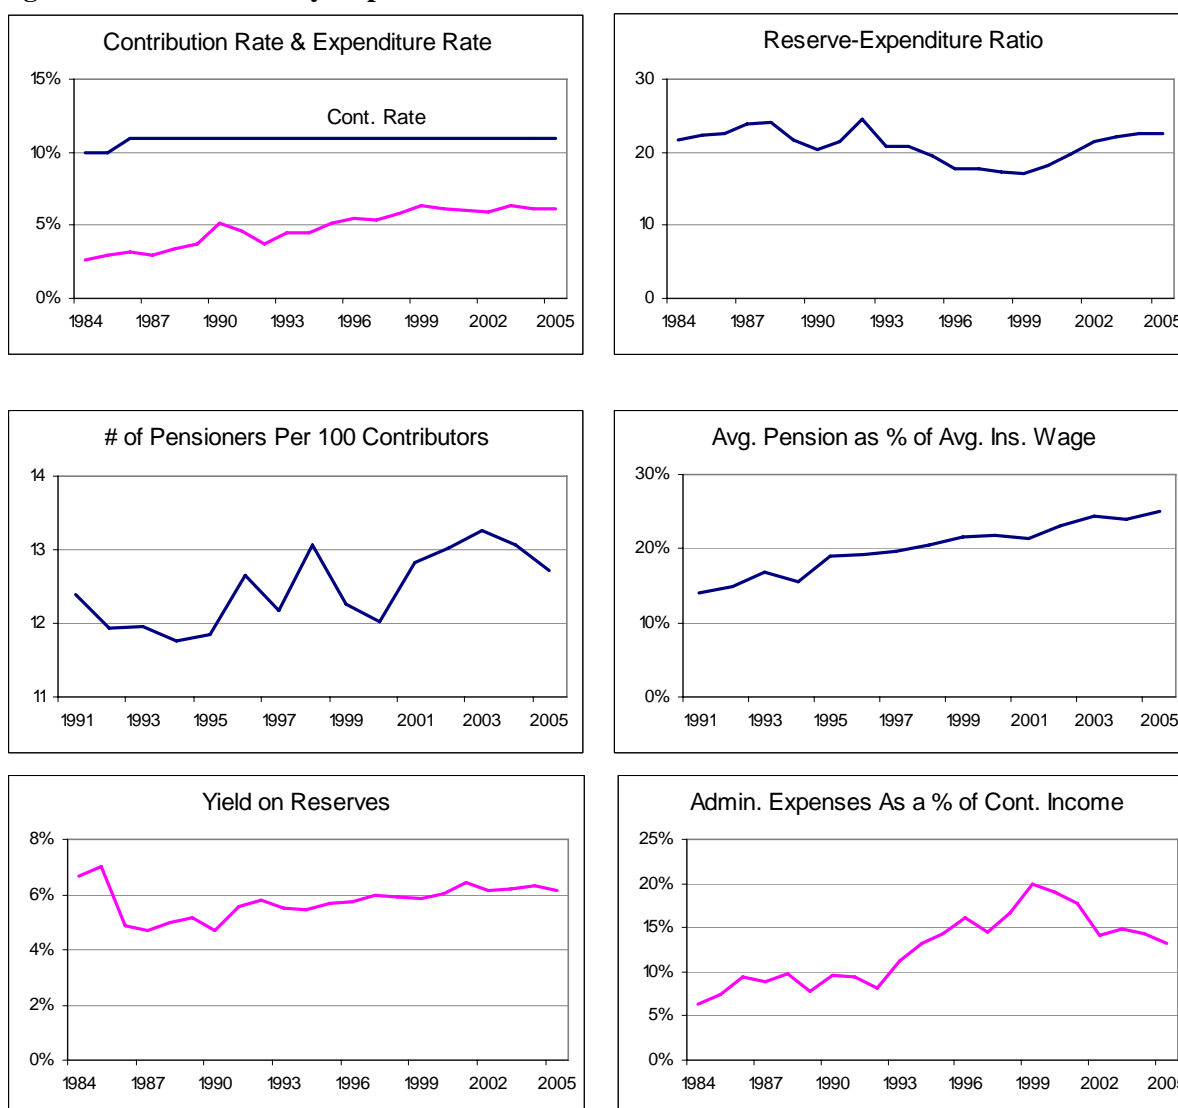 Contribution Rate & Expenditure Rate
15%
Cont. Rate
10%
5%
0%
1984 1987 1990 1993 1996 1999 2002 2005
Reserve-Expenditure Ratio
30
20
10
0
1984 1987 1990 1993 1996 1999 2002 2005
# of Pensioners Per 100 Contributors
14
13
12
11
1991 1993 1995 1997 1999 2001 2003 2005
Avg. Pension as % of Avg. Ins. Wage
30%
20%
10%
0%
1991 1993 1995 1997 1999 2001 2003 2005
Yield on Reserves
8%
6%
4%
2%
0%
1984 1987 1990 1993 1996 1999 2002 2005
Admin. Expenses As a % of Cont. Income
25%
20%
15%
10%
5%
0%
1984 1987 1990 1993 1996 1999 2002 2005